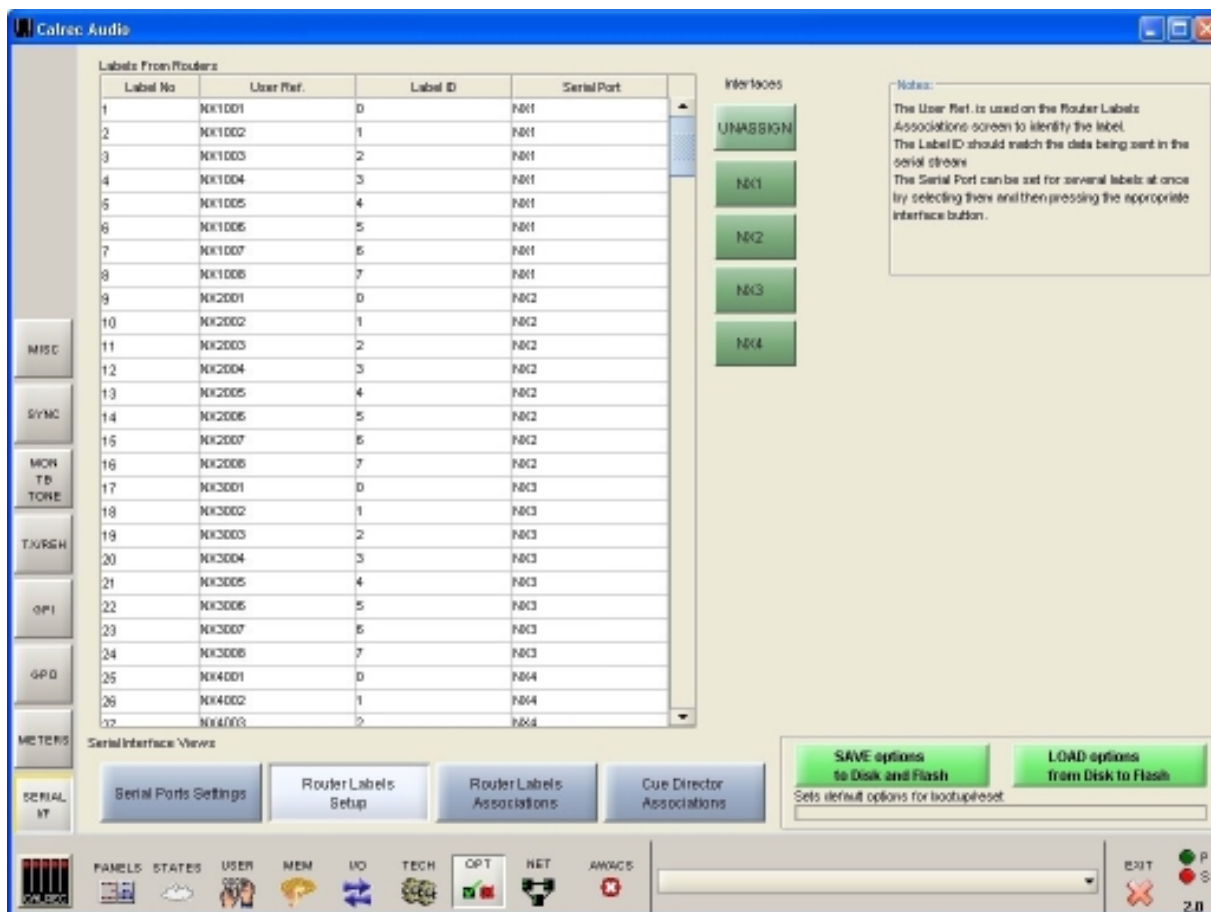 Calrec Audio
Labels From Routers
Label No User Ref. Label ID Serial Port
1 NX1001 0 NX1
2 NX1002 1 NX1
3 NX1003 2 NX1
4 NX1004 3 NX1
5 NX1005 4 NX1
6 NX1006 5 NX1
7 NX1007 6 NX1
8 NX1008 7 NX1
9 NX2001 0 NX2
10 NX2002 1 NX2
11 NX2003 2 NX2
12 NX2004 3 NX2
13 NX2005 4 NX2
14 NX2006 5 NX2
15 NX2007 6 NX2
16 NX2008 7 NX2
17 NX3001 0 NX3
18 NX3002 1 NX3
19 NX3003 2 NX3
20 NX3004 3 NX3
21 NX3005 4 NX3
22 NX3006 5 NX3
23 NX3007 6 NX3
24 NX3008 7 NX3
25 NX4001 0 NX4
26 NX4002 1 NX4
27 NX4003 2 NX4
Interfaces
UNASSIGN
NX1
NX2
NX3
NX4
Notes:
The User Ref. is used on the Router Labels
Associations screen to identify the label.
The Label ID should match the data being sent in the
serial stream
The Serial Port can be set for several labels at once
by selecting them and then pressing the appropriate
interface button.
MISC
SYNC
MON
TB
TONE
TX/REH
GPI
GPO
METERS
SERIAL
I/F
Serial Interface Views
Serial Ports Settings
Router Labels
Setup
Router Labels
Associations
Cue Director
Associations
SAVE options
to Disk and Flash
LOAD options
from Disk to Flash
Sets default options for bootup/reset
CALREC
PANELS STATES USER MEM I/O TECH OPT NET AWACS
EXIT
P
S
2.0